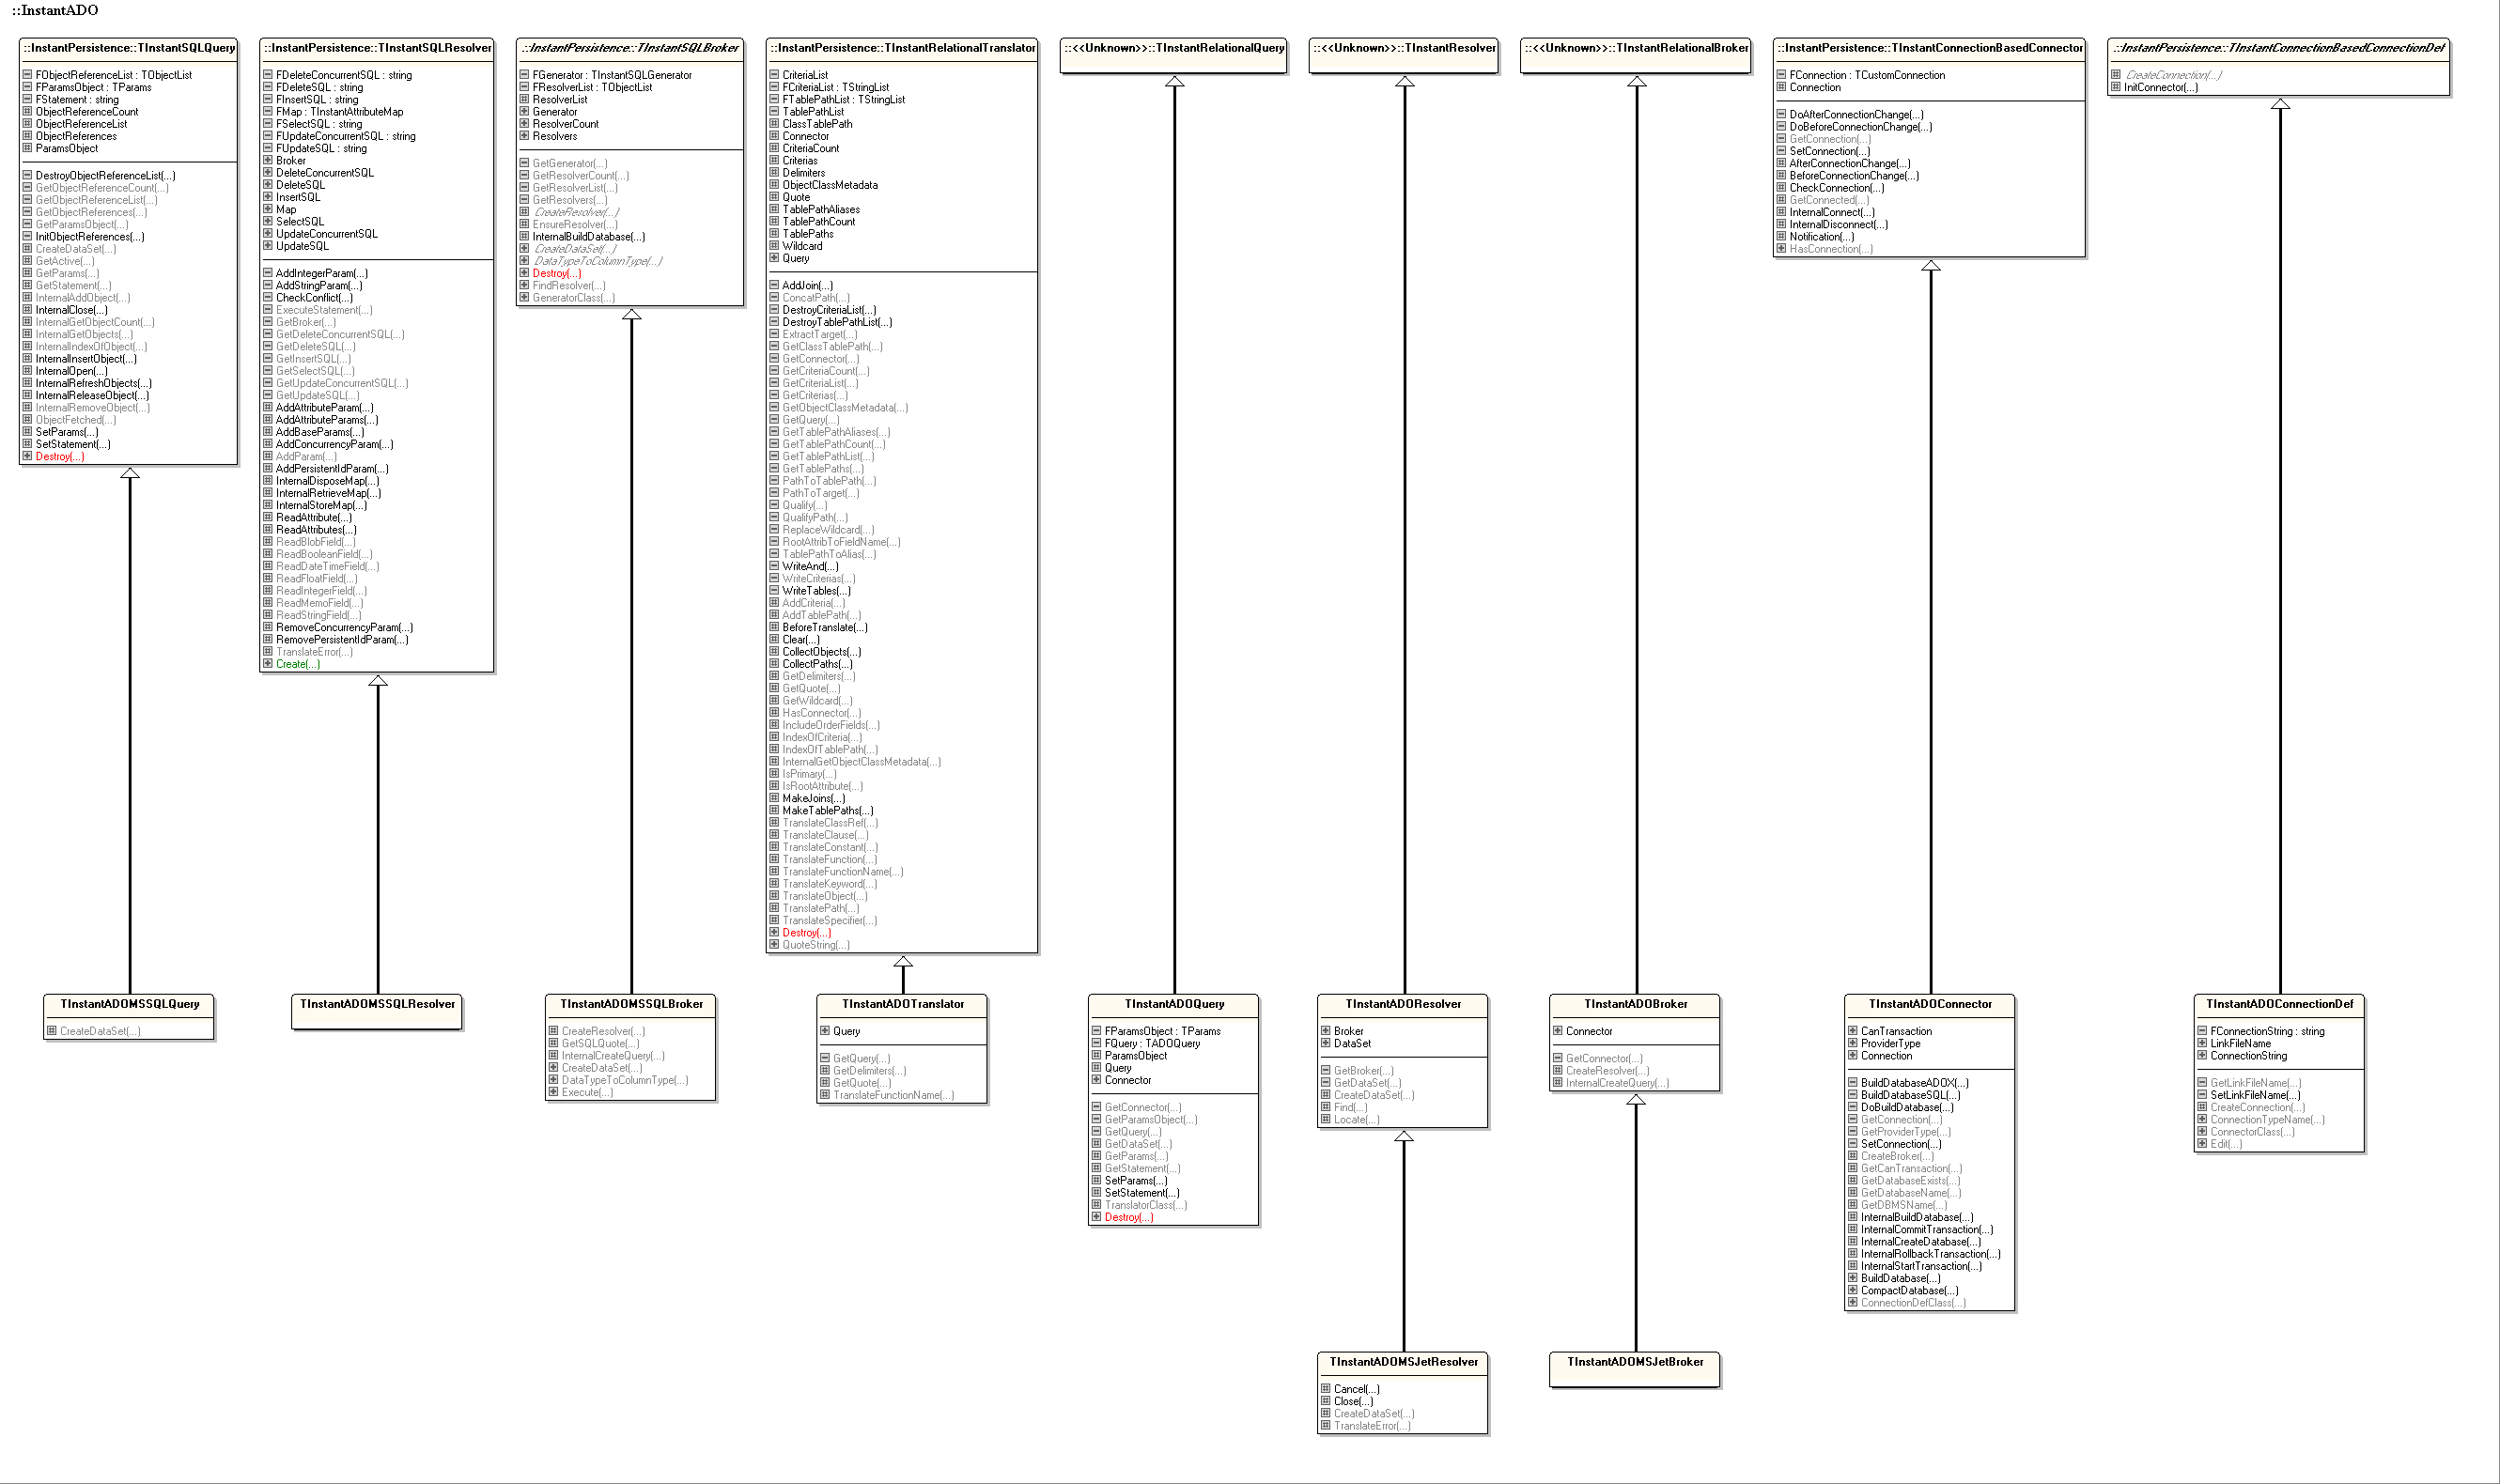 ::InstantADO
::InstantPersistence::TInstantSQLQuery
FObjectReferenceList : TObjectList
FParamsObject : TParams
FStatement : string
ObjectReferenceCount
ObjectReferenceList
ObjectReferences
ParamsObject
DestroyObjectReferenceList(...)
GetObjectReferenceCount(...)
GetObjectReferenceList(...)
GetObjectReferences(...)
GetParamsObject(...)
InitObjectReferences(...)
CreateDataSet(...)
GetActive(...)
GetParams(...)
GetStatement(...)
InternalAddObject(...)
InternalClose(...)
InternalGetObjectCount(...)
InternalGetObjects(...)
InternalIndexOfObject(...)
InternalInsertObject(...)
InternalOpen(...)
InternalRefreshObjects(...)
InternalReleaseObject(...)
InternalRemoveObject(...)
ObjectFetched(...)
SetParams(...)
SetStatement(...)
Destroy(...)
::InstantPersistence::TInstantSQLResolver
FDeleteConcurrentSQL : string
FDeleteSQL : string
FInsertSQL : string
FMap : TInstantAttributeMap
FSelectSQL : string
FUpdateConcurrentSQL : string
FUpdateSQL : string
Broker
DeleteConcurrentSQL
DeleteSQL
InsertSQL
Map
SelectSQL
UpdateConcurrentSQL
UpdateSQL
AddIntegerParam(...)
AddStringParam(...)
CheckConflict(...)
ExecuteStatement(...)
GetBroker(...)
GetDeleteConcurrentSQL(...)
GetDeleteSQL(...)
GetInsertSQL(...)
GetSelectSQL(...)
GetUpdateConcurrentSQL(...)
GetUpdateSQL(...)
AddAttributeParam(...)
AddAttributeParams(...)
AddBaseParams(...)
AddConcurrencyParam(...)
AddParam(...)
AddPersistentIdParam(...)
InternalDisposeMap(...)
InternalRetrieveMap(...)
InternalStoreMap(...)
ReadAttribute(...)
ReadAttributes(...)
ReadBlobField(...)
ReadBooleanField(...)
ReadDateTimeField(...)
ReadFloatField(...)
ReadIntegerField(...)
ReadMemoField(...)
ReadStringField(...)
RemoveConcurrencyParam(...)
RemovePersistentIdParam(...)
TranslateError(...)
Create(...)
::InstantPersistence::TInstantSQLBroker
FGenerator : TInstantSQLGenerator
FResolverList : TObjectList
ResolverList
Generator
ResolverCount
Resolvers
GetGenerator(...)
GetResolverCount(...)
GetResolverList(...)
GetResolvers(...)
CreateResolver(...)
EnsureResolver(...)
InternalBuildDatabase(...)
CreateDataSet(...)
DataTypeToColumnType(...)
Destroy(...)
FindResolver(...)
GeneratorClass(...)
::InstantPersistence::TInstantRelationalTranslator
CriteriaList
FCriteriaList : TStringList
FTablePathList : TStringList
TablePathList
ClassTablePath
Connector
CriteriaCount
Criterias
Delimiters
ObjectClassMetadata
Quote
TablePathAliases
TablePathCount
TablePaths
Wildcard
Query
AddJoin(...)
ConcatPath(...)
DestroyCriteriaList(...)
DestroyTablePathList(...)
ExtractTarget(...)
GetClassTablePath(...)
GetConnector(...)
GetCriteriaCount(...)
GetCriteriaList(...)
GetCriterias(...)
GetObjectClassMetadata(...)
GetQuery(...)
GetTablePathAliases(...)
GetTablePathCount(...)
GetTablePathList(...)
GetTablePaths(...)
PathToTablePath(...)
PathToTarget(...)
Qualify(...)
QualifyPath(...)
ReplaceWildcard(...)
RootAttribToFieldName(...)
TablePathToAlias(...)
WriteAnd(...)
WriteCriterias(...)
WriteTables(...)
AddCriteria(...)
AddTablePath(...)
BeforeTranslate(...)
Clear(...)
CollectObjects(...)
CollectPaths(...)
GetDelimiters(...)
GetQuote(...)
GetWildcard(...)
HasConnector(...)
IncludeOrderFields(...)
IndexOfCriteria(...)
IndexOfTablePath(...)
InternalGetObjectClassMetadata(...)
IsPrimary(...)
IsRootAttribute(...)
MakeJoins(...)
MakeTablePaths(...)
TranslateClassRef(...)
TranslateClause(...)
TranslateConstant(...)
TranslateFunction(...)
TranslateFunctionName(...)
TranslateKeyword(...)
TranslateObject(...)
TranslatePath(...)
TranslateSpecifier(...)
Destroy(...)
QuoteString(...)
::<<Unknown>>::TInstantRelationalQuery
::<<Unknown>>::TInstantResolver
::<<Unknown>>::TInstantRelationalBroker
::InstantPersistence::TInstantConnectionBasedConnector
FConnection : TCustomConnection
Connection
DoAfterConnectionChange(...)
DoBeforeConnectionChange(...)
GetConnection(...)
SetConnection(...)
AfterConnectionChange(...)
BeforeConnectionChange(...)
CheckConnection(...)
GetConnected(...)
InternalConnect(...)
InternalDisconnect(...)
Notification(...)
HasConnection(...)
::InstantPersistence::TInstantConnectionBasedConnectionDef
CreateConnection(...)
InitConnector(...)
TInstantADOMSSQLQuery
CreateDataSet(...)
TInstantADOMSSQLResolver
TInstantADOMSSQLBroker
CreateResolver(...)
GetSQLQuote(...)
InternalCreateQuery(...)
CreateDataSet(...)
DataTypeToColumnType(...)
Execute(...)
TInstantADOTranslator
Query
GetQuery(...)
GetDelimiters(...)
GetQuote(...)
TranslateFunctionName(...)
TInstantADOQuery
FParamsObject : TParams
FQuery : TADOQuery
ParamsObject
Query
Connector
GetConnector(...)
GetParamsObject(...)
GetQuery(...)
GetDataSet(...)
GetParams(...)
GetStatement(...)
SetParams(...)
SetStatement(...)
TranslatorClass(...)
Destroy(...)
TInstantADOResolver
Broker
DataSet
GetBroker(...)
GetDataSet(...)
CreateDataSet(...)
Find(...)
Locate(...)
TInstantADOBroker
Connector
GetConnector(...)
CreateResolver(...)
InternalCreateQuery(...)
TInstantADOConnector
CanTransaction
ProviderType
Connection
BuildDatabaseADOX(...)
BuildDatabaseSQL(...)
DoBuildDatabase(...)
GetConnection(...)
GetProviderType(...)
SetConnection(...)
CreateBroker(...)
GetCanTransaction(...)
GetDatabaseExists(...)
GetDatabaseName(...)
GetDBMSName(...)
InternalBuildDatabase(...)
InternalCommitTransaction(...)
InternalCreateDatabase(...)
InternalRollbackTransaction(...)
InternalStartTransaction(...)
BuildDatabase(...)
CompactDatabase(...)
ConnectionDefClass(...)
TInstantADOConnectionDef
FConnectionString : string
LinkFileName
ConnectionString
GetLinkFileName(...)
SetLinkFileName(...)
CreateConnection(...)
ConnectionTypeName(...)
ConnectorClass(...)
Edit(...)
TInstantADOMSJetResolver
Cancel(...)
Close(...)
CreateDataSet(...)
TranslateError(...)
TInstantADOMSJetBroker